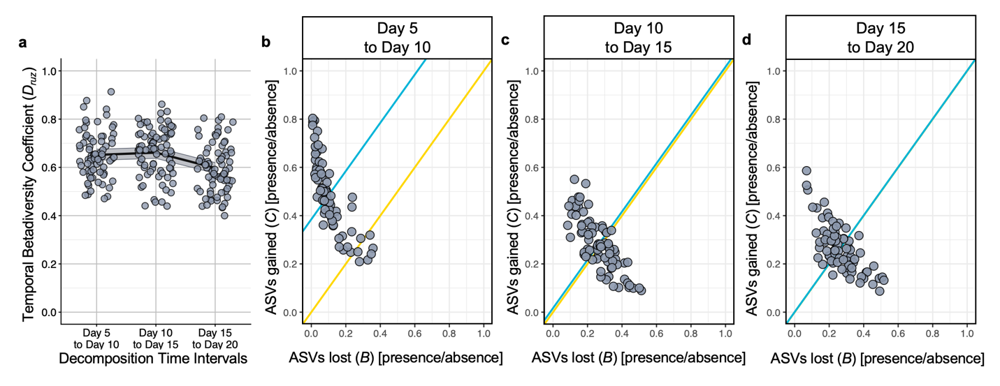 a
Temporal Betadiversity Coefficient (Druz)
1.0
0.8
0.6
0.4
0.2
0.0
Day 5
to Day 10
Day 10
to Day 15
Day 15
to Day 20
Decomposition Time Intervals
b
Day 5
to Day 10
ASVs gained (C) [presence/absence]
1.0
0.8
0.6
0.4
0.2
0.0
0.0 0.2 0.4 0.6 0.8 1.0
ASVs lost (B) [presence/absence]
c
Day 10
to Day 15
ASVs gained (C) [presence/absence]
1.0
0.8
0.6
0.4
0.2
0.0
0.0 0.2 0.4 0.6 0.8 1.0
ASVs lost (B) [presence/absence]
d
Day 15
to Day 20
ASVs gained (C) [presence/absence]
1.0
0.8
0.6
0.4
0.2
0.0
0.0 0.2 0.4 0.6 0.8 1.0
ASVs lost (B) [presence/absence]